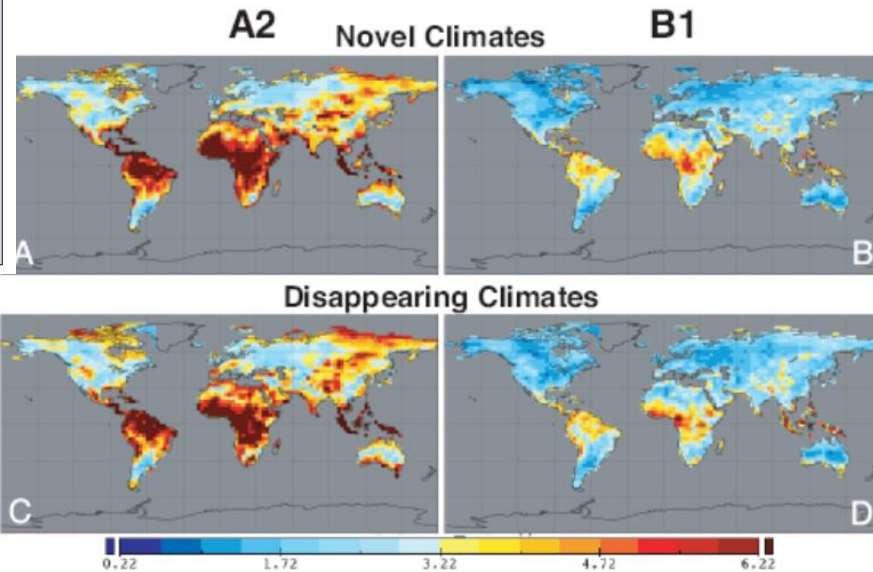 A2 B1
Novel Climates
A B
Disappearing Climates
C D
0.22 1.72 3.22 4.72 6.22